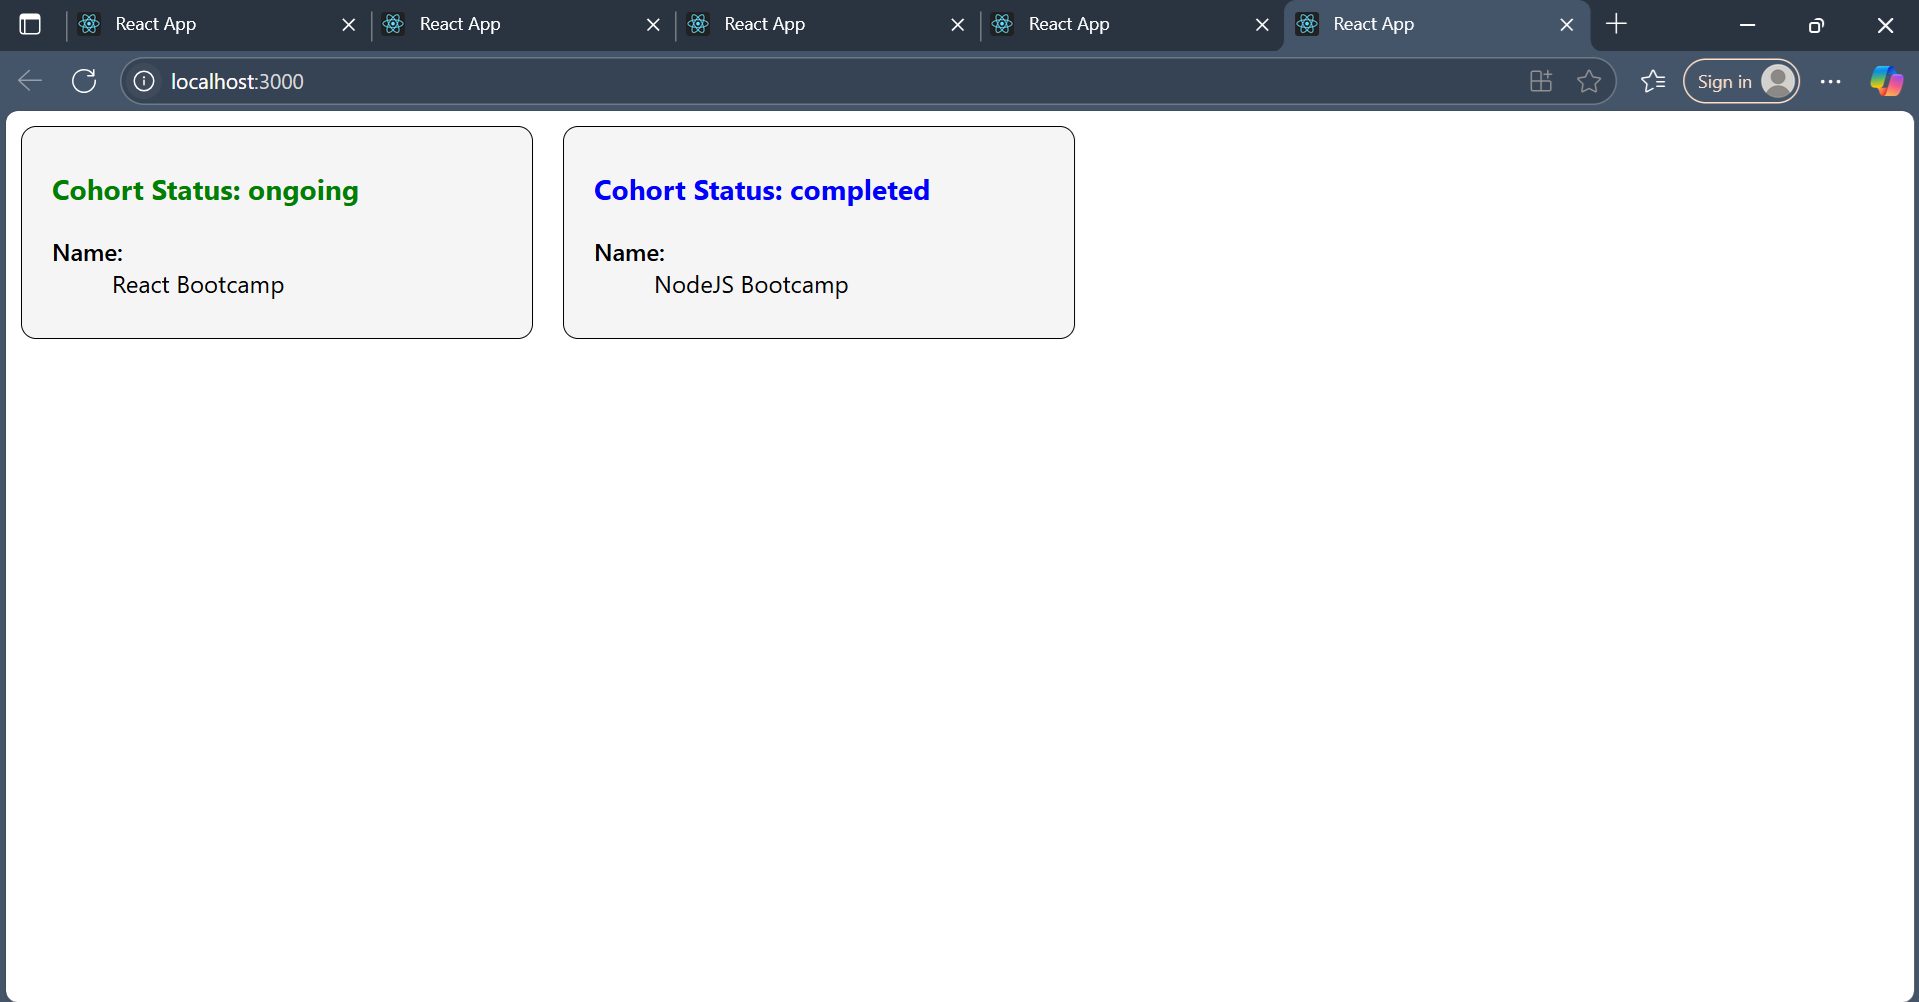 React App
React App
React App
React App
React App
localhost:3000
Sign in
Cohort Status: ongoing
Name:
React Bootcamp
Cohort Status: completed
Name:
NodeJS Bootcamp